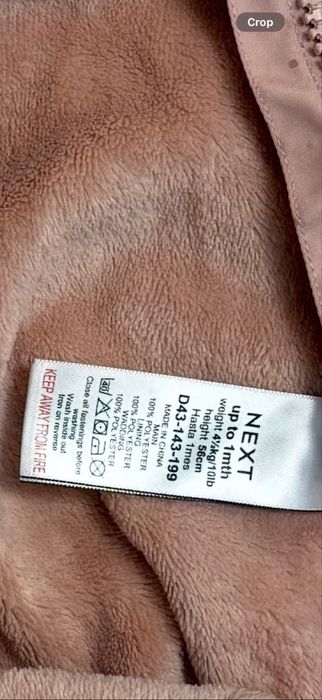 Crop
NEXT
up to 1mth
weight 4½kg/10lb
height 56cm
Hasta 1mes
D43-143-199
MADE IN CHINA
MAIN
100% POLYESTER
LINING
100% POLYESTER
WADDING
100% POLYESTER
40
Close all fastenings before
washing
Wash inside out
Iron on reverse
KEEP AWAY FROM FIRE